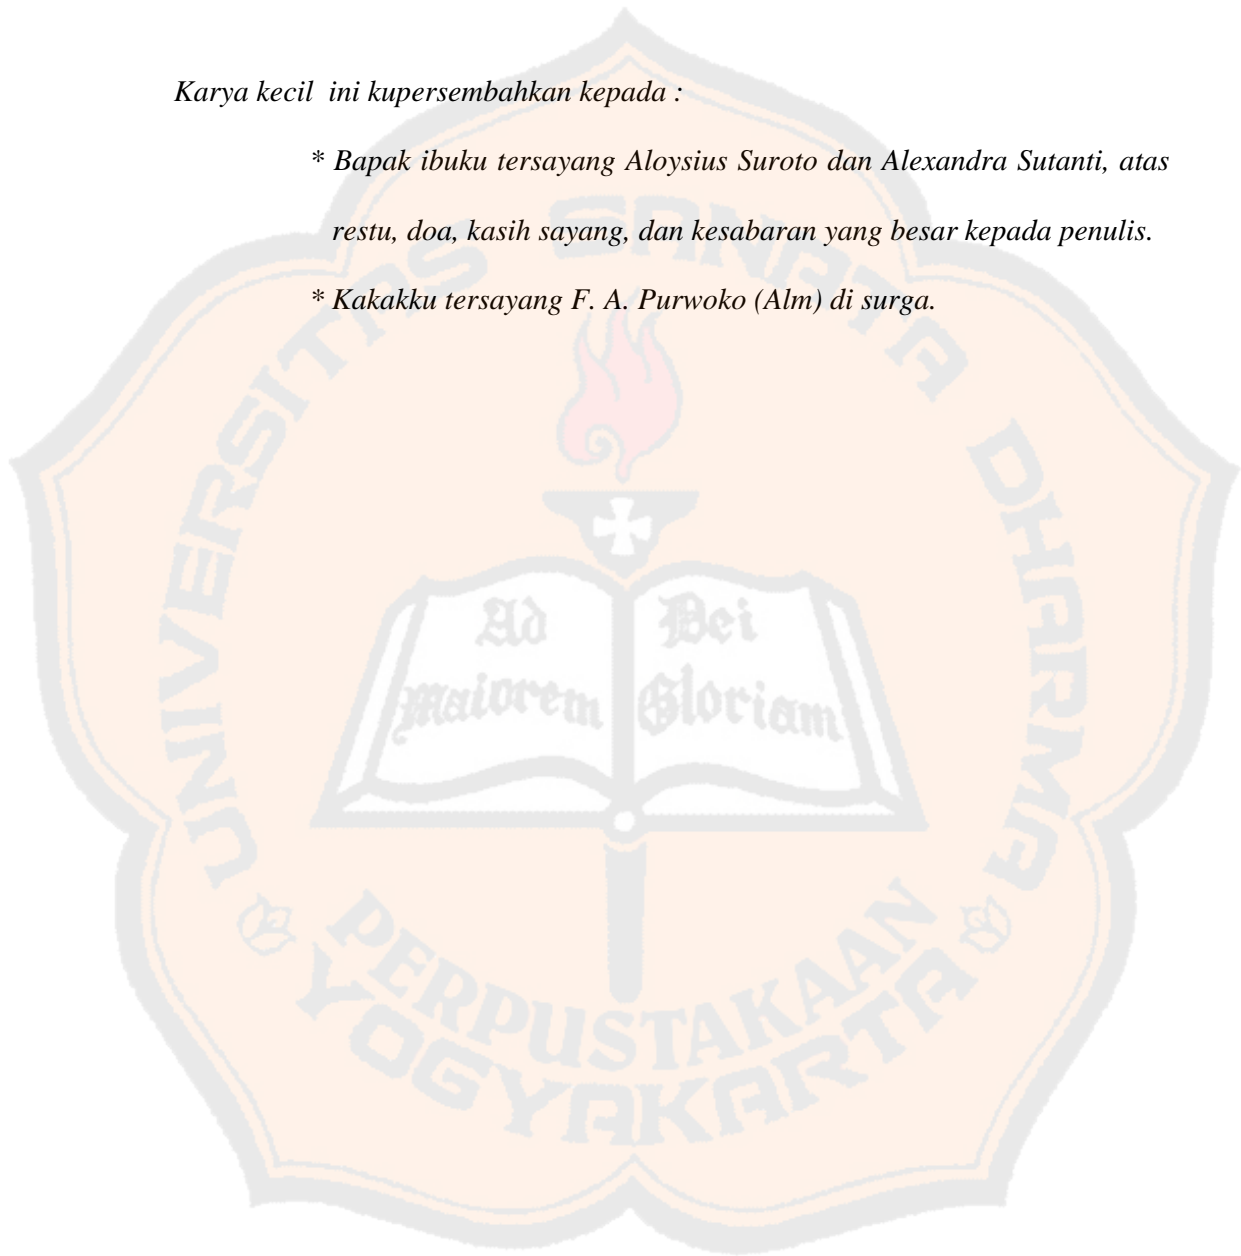 Karya kecil ini kupersembahkan kepada :
* Bapak ibuku tersayang Aloysius Suroto dan Alexandra Sutanti, atas
restu, doa, kasih sayang, dan kesabaran yang besar kepada penulis.
* Kakakku tersayang F. A. Purwoko (Alm) di surga.
UNIVERSITAS SANATA DHARMA
Ad Dei
maiorem Gloriam
PERPUSTAKAAN
YOGYAKARTA